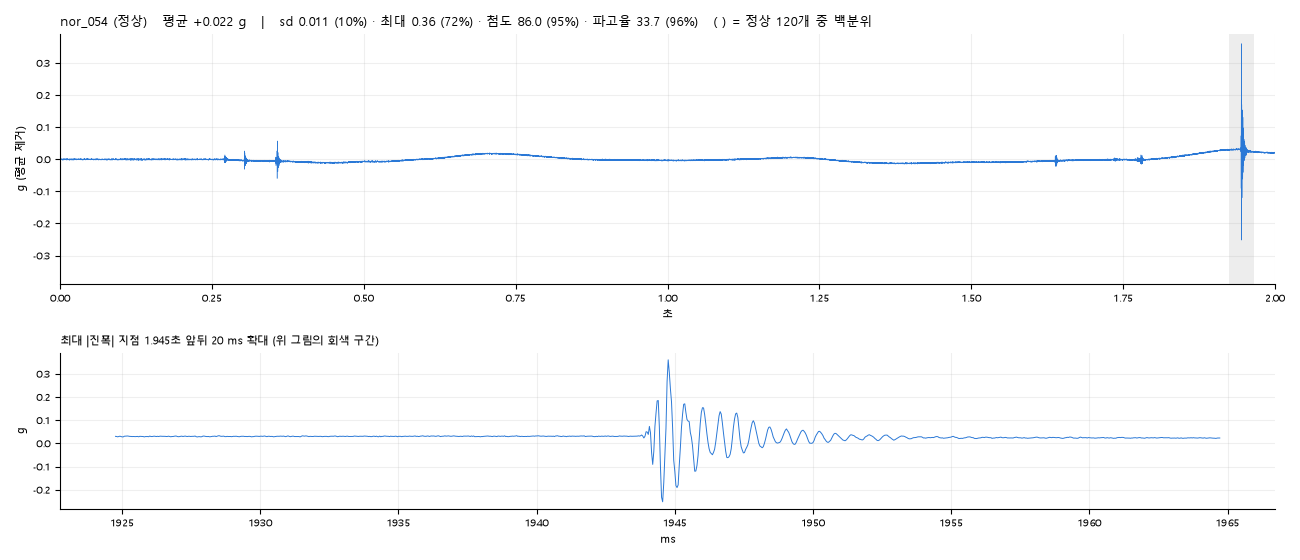 nor_054 (정상) 평균 +0.022 g | sd 0.011 (10%) · 최대 0.36 (72%) · 첨도 86.0 (95%) · 파고율 33.7 (96%) ( ) = 정상 120개 중 백분위
0.3
0.2
0.1
0.0
-0.1
-0.2
-0.3
g (평균 제거)
0.00 0.25 0.50 0.75 1.00 1.25 1.50 1.75 2.00
초
최대 |진폭| 지점 1.945초 앞뒤 20 ms 확대 (위 그림의 회색 구간)
0.3
0.2
0.1
0.0
-0.1
-0.2
g
1925 1930 1935 1940 1945 1950 1955 1960 1965
ms